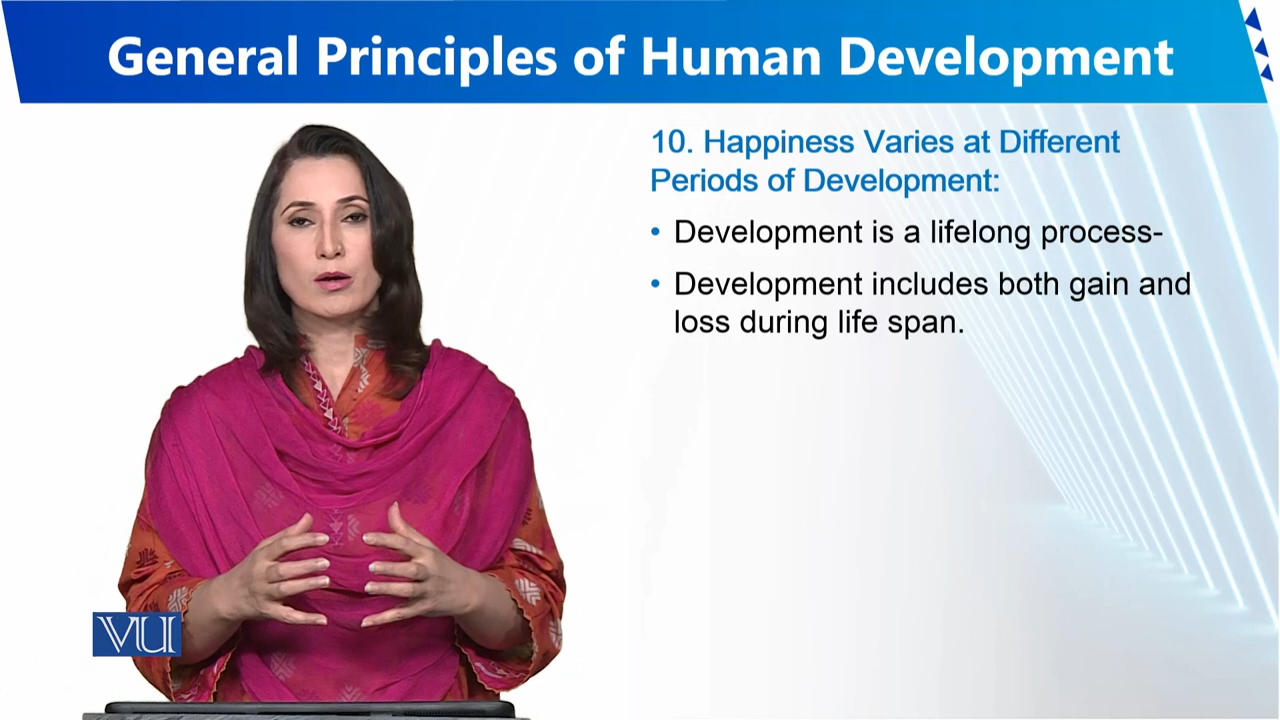 General Principles of Human Development
10. Happiness Varies at Different
Periods of Development:
• Development is a lifelong process-
• Development includes both gain and
loss during life span.
VU